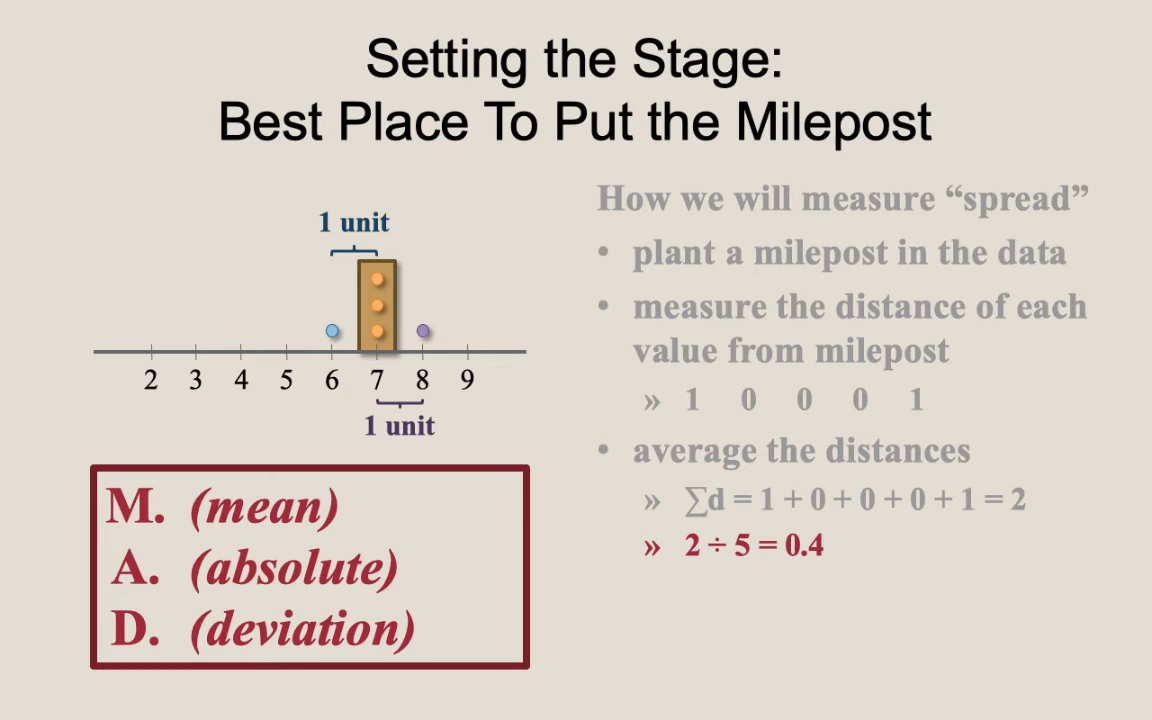 Setting the Stage:
Best Place To Put the Milepost
1 unit
2 3 4 5 6 7 8 9
1 unit
M. (mean)
A. (absolute)
D. (deviation)
How we will measure “spread”
• plant a milepost in the data
• measure the distance of each
value from milepost
» 1 0 0 0 1
• average the distances
» ∑d = 1 + 0 + 0 + 0 + 1 = 2
» 2 ÷ 5 = 0.4